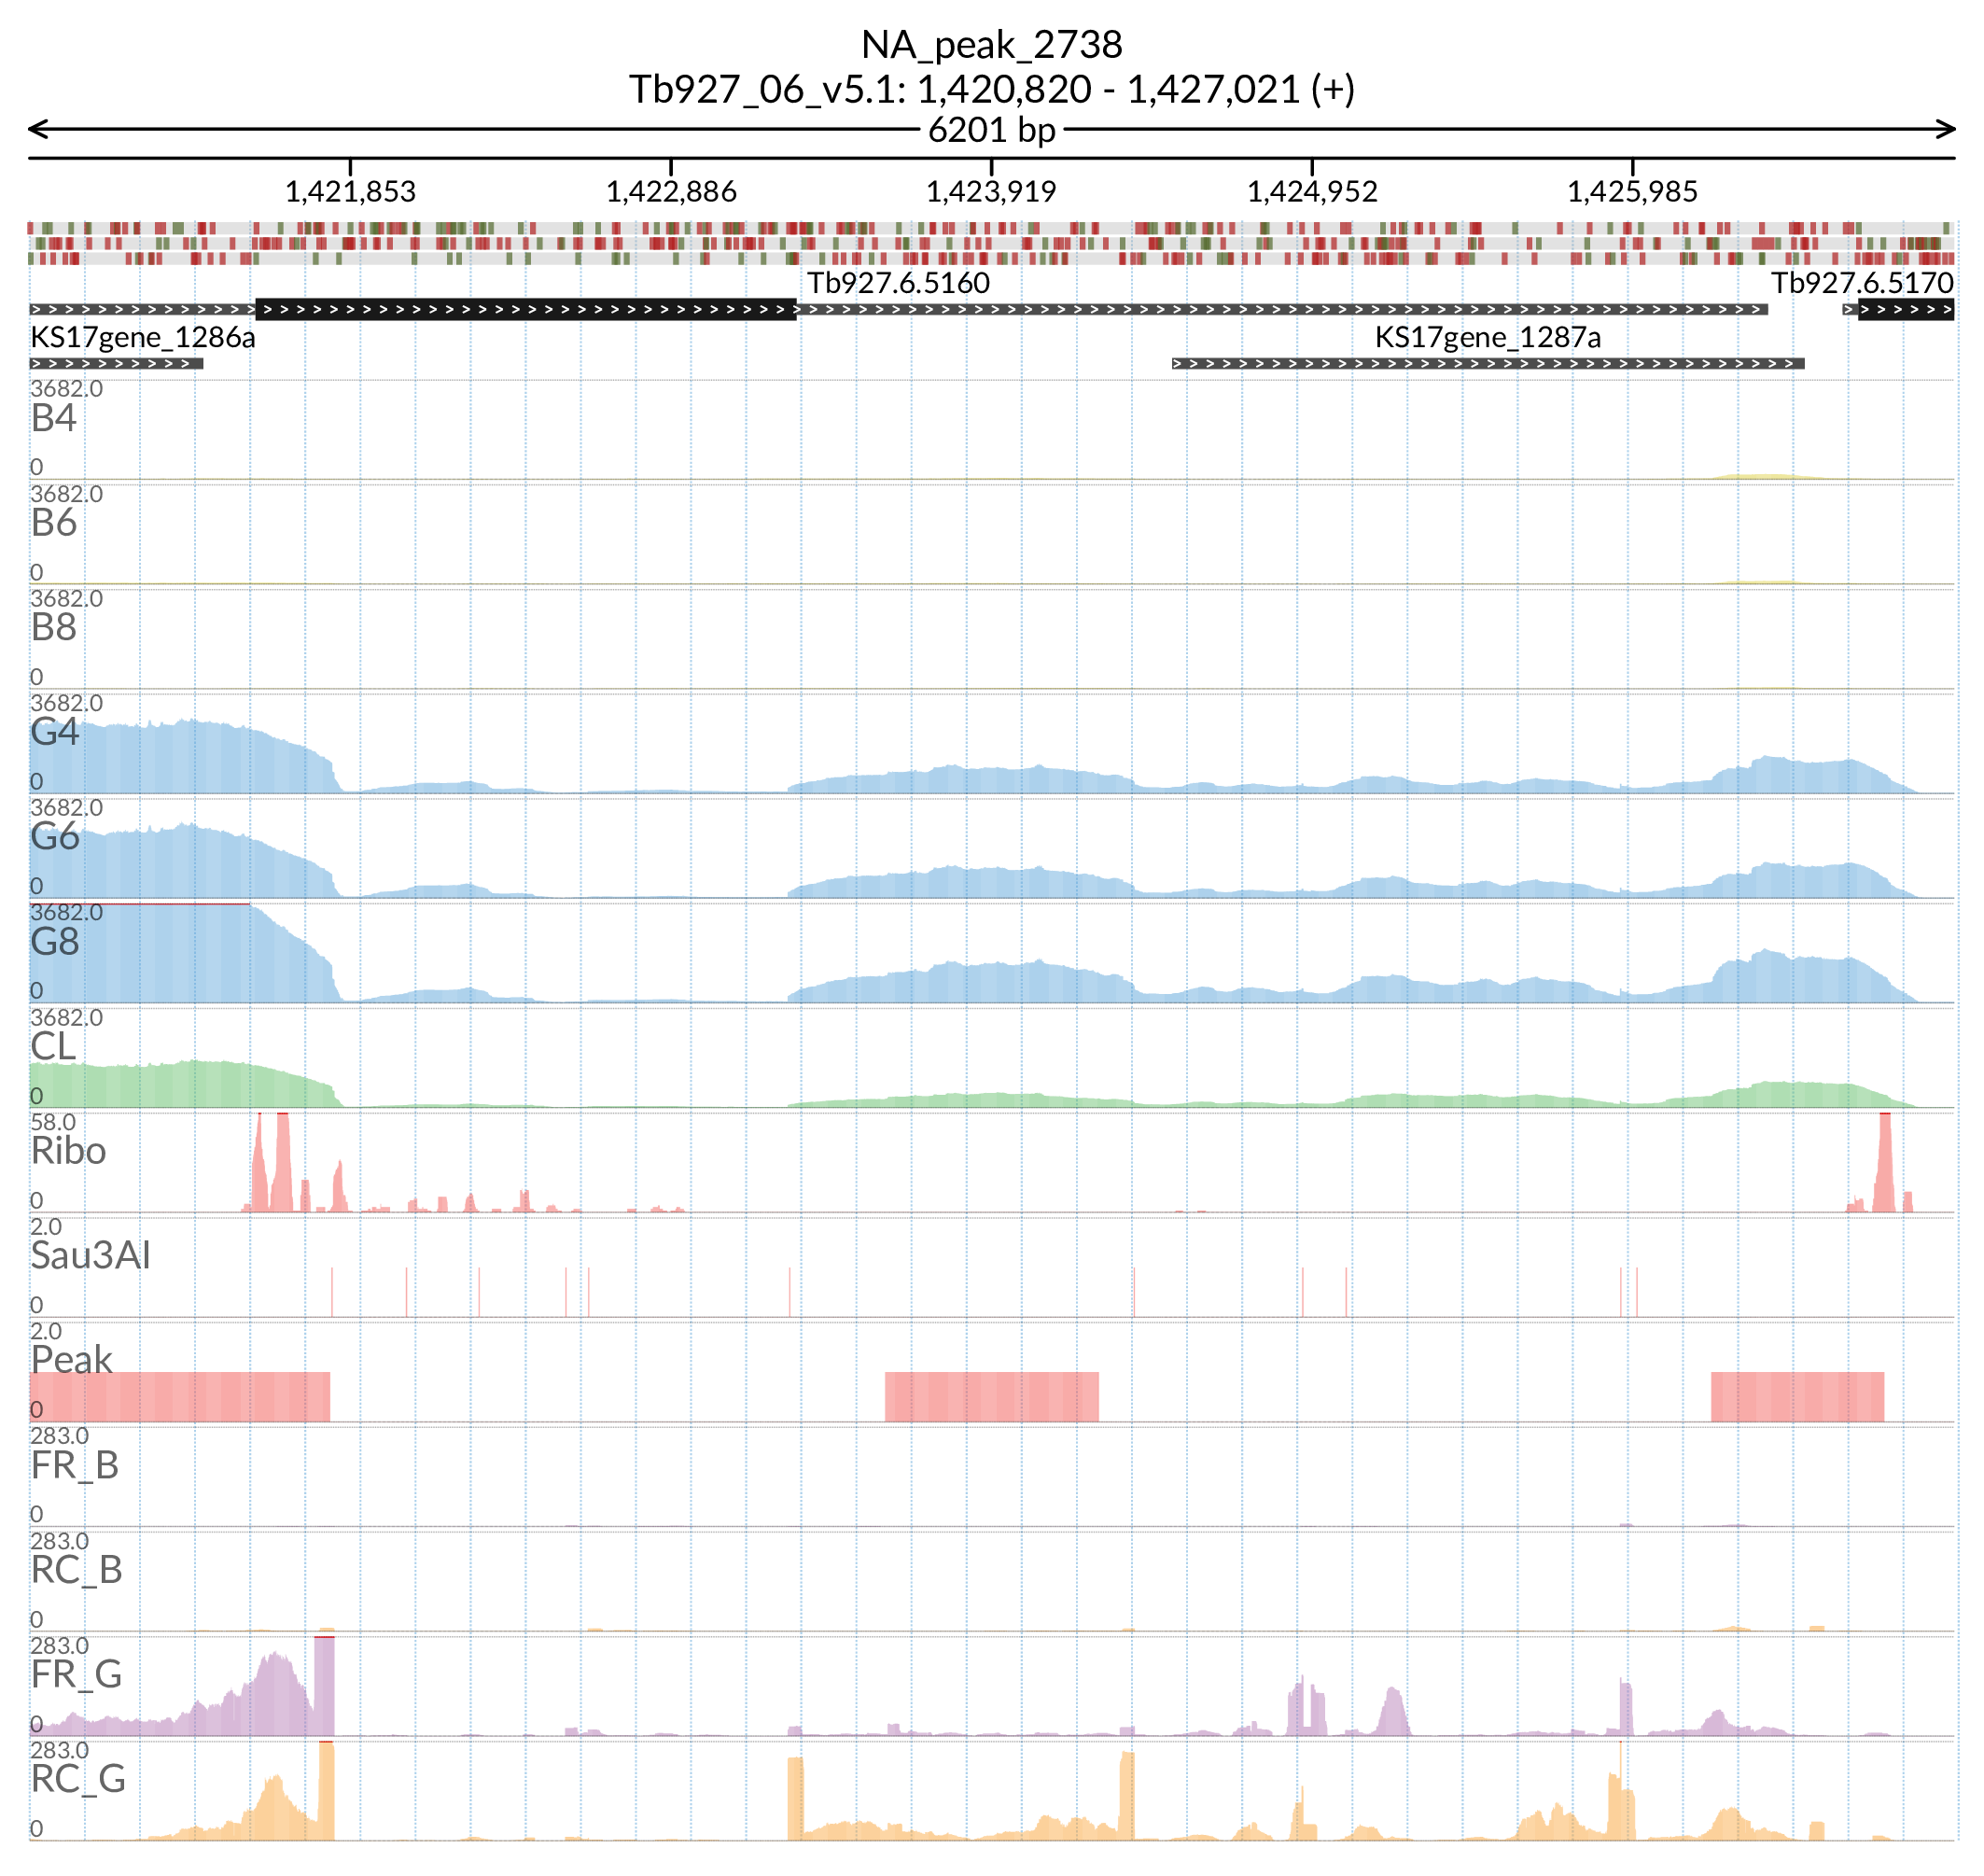 NA_peak_2738
Tb927_06_v5.1: 1,420,820 - 1,427,021 (+)
6201 bp
1,421,853 1,422,886 1,423,919 1,424,952 1,425,985
Tb927.6.5160 Tb927.6.5170
KS17gene_1286a KS17gene_1287a
3682.0
B4
0
3682.0
B6
0
3682.0
B8
0
3682.0
G4
0
3682.0
G6
0
3682.0
G8
0
3682.0
CL
0
58.0
Ribo
0
2.0
Sau3AI
0
2.0
Peak
0
283.0
FR_B
0
283.0
RC_B
0
283.0
FR_G
0
283.0
RC_G
0